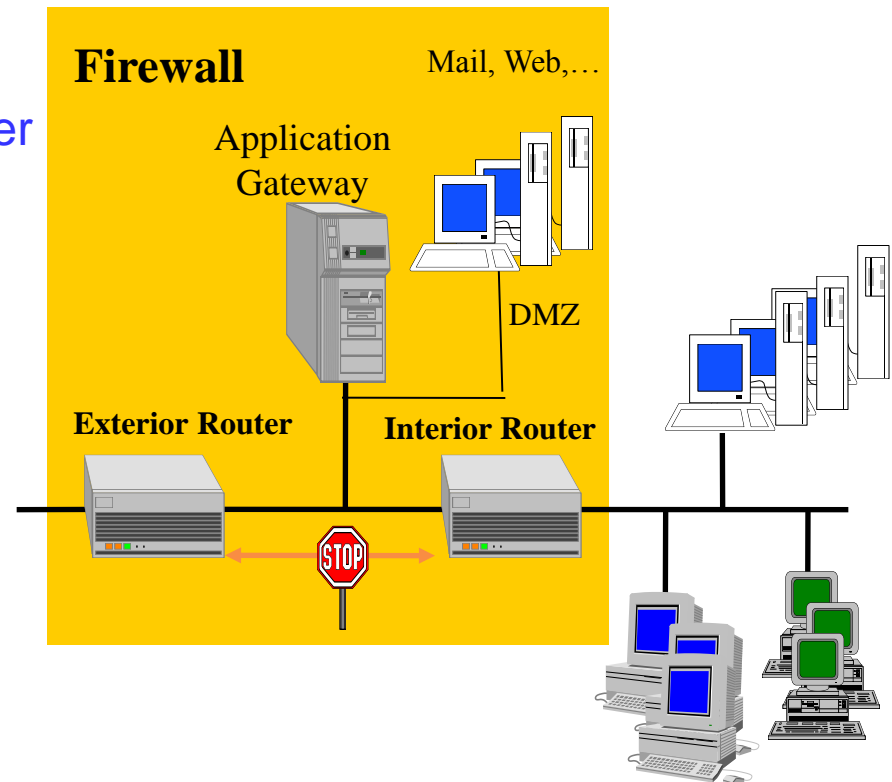 Firewall
Mail, Web,...
er
Application
Gateway
DMZ
Exterior Router
Interior Router
STOP